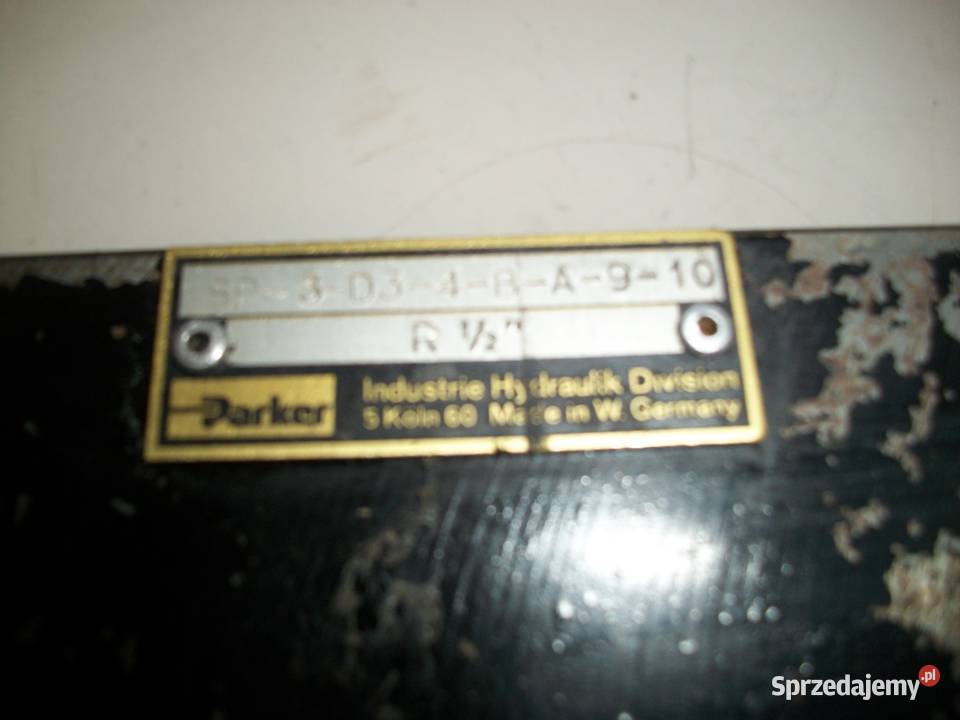 SP-3-D3-4-B-A-9-10
R ½"
Parker
Industrie Hydraulik Division
5 Köln 60 Made in W. Germany
Sprzedajemy.pl